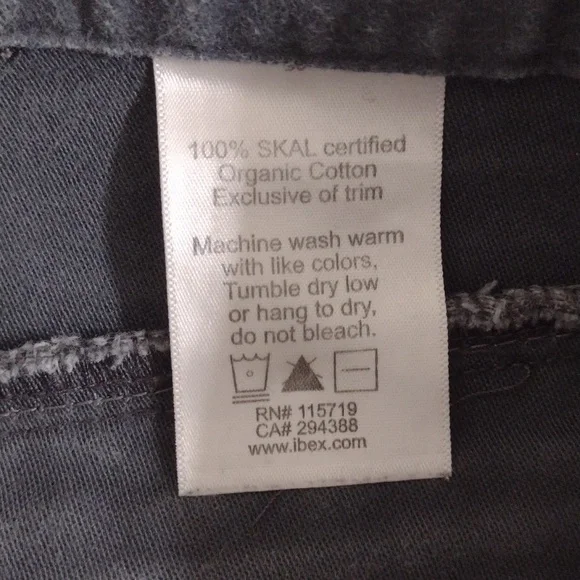 100% SKAL certified
Organic Cotton
Exclusive of trim
Machine wash warm
with like colors,
Tumble dry low
or hang to dry,
do not bleach.
RN# 115719
CA# 294388
www.ibex.com